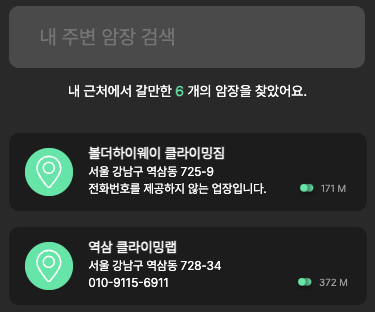 내 주변 암장 검색
내 근처에서 갈만한 6 개의 암장을 찾았어요.
볼더하이웨이 클라이밍짐
서울 강남구 역삼동 725-9
전화번호를 제공하지 않는 업장입니다.
171 M
역삼 클라이밍랩
서울 강남구 역삼동 728-34
010-9115-6911
372 M